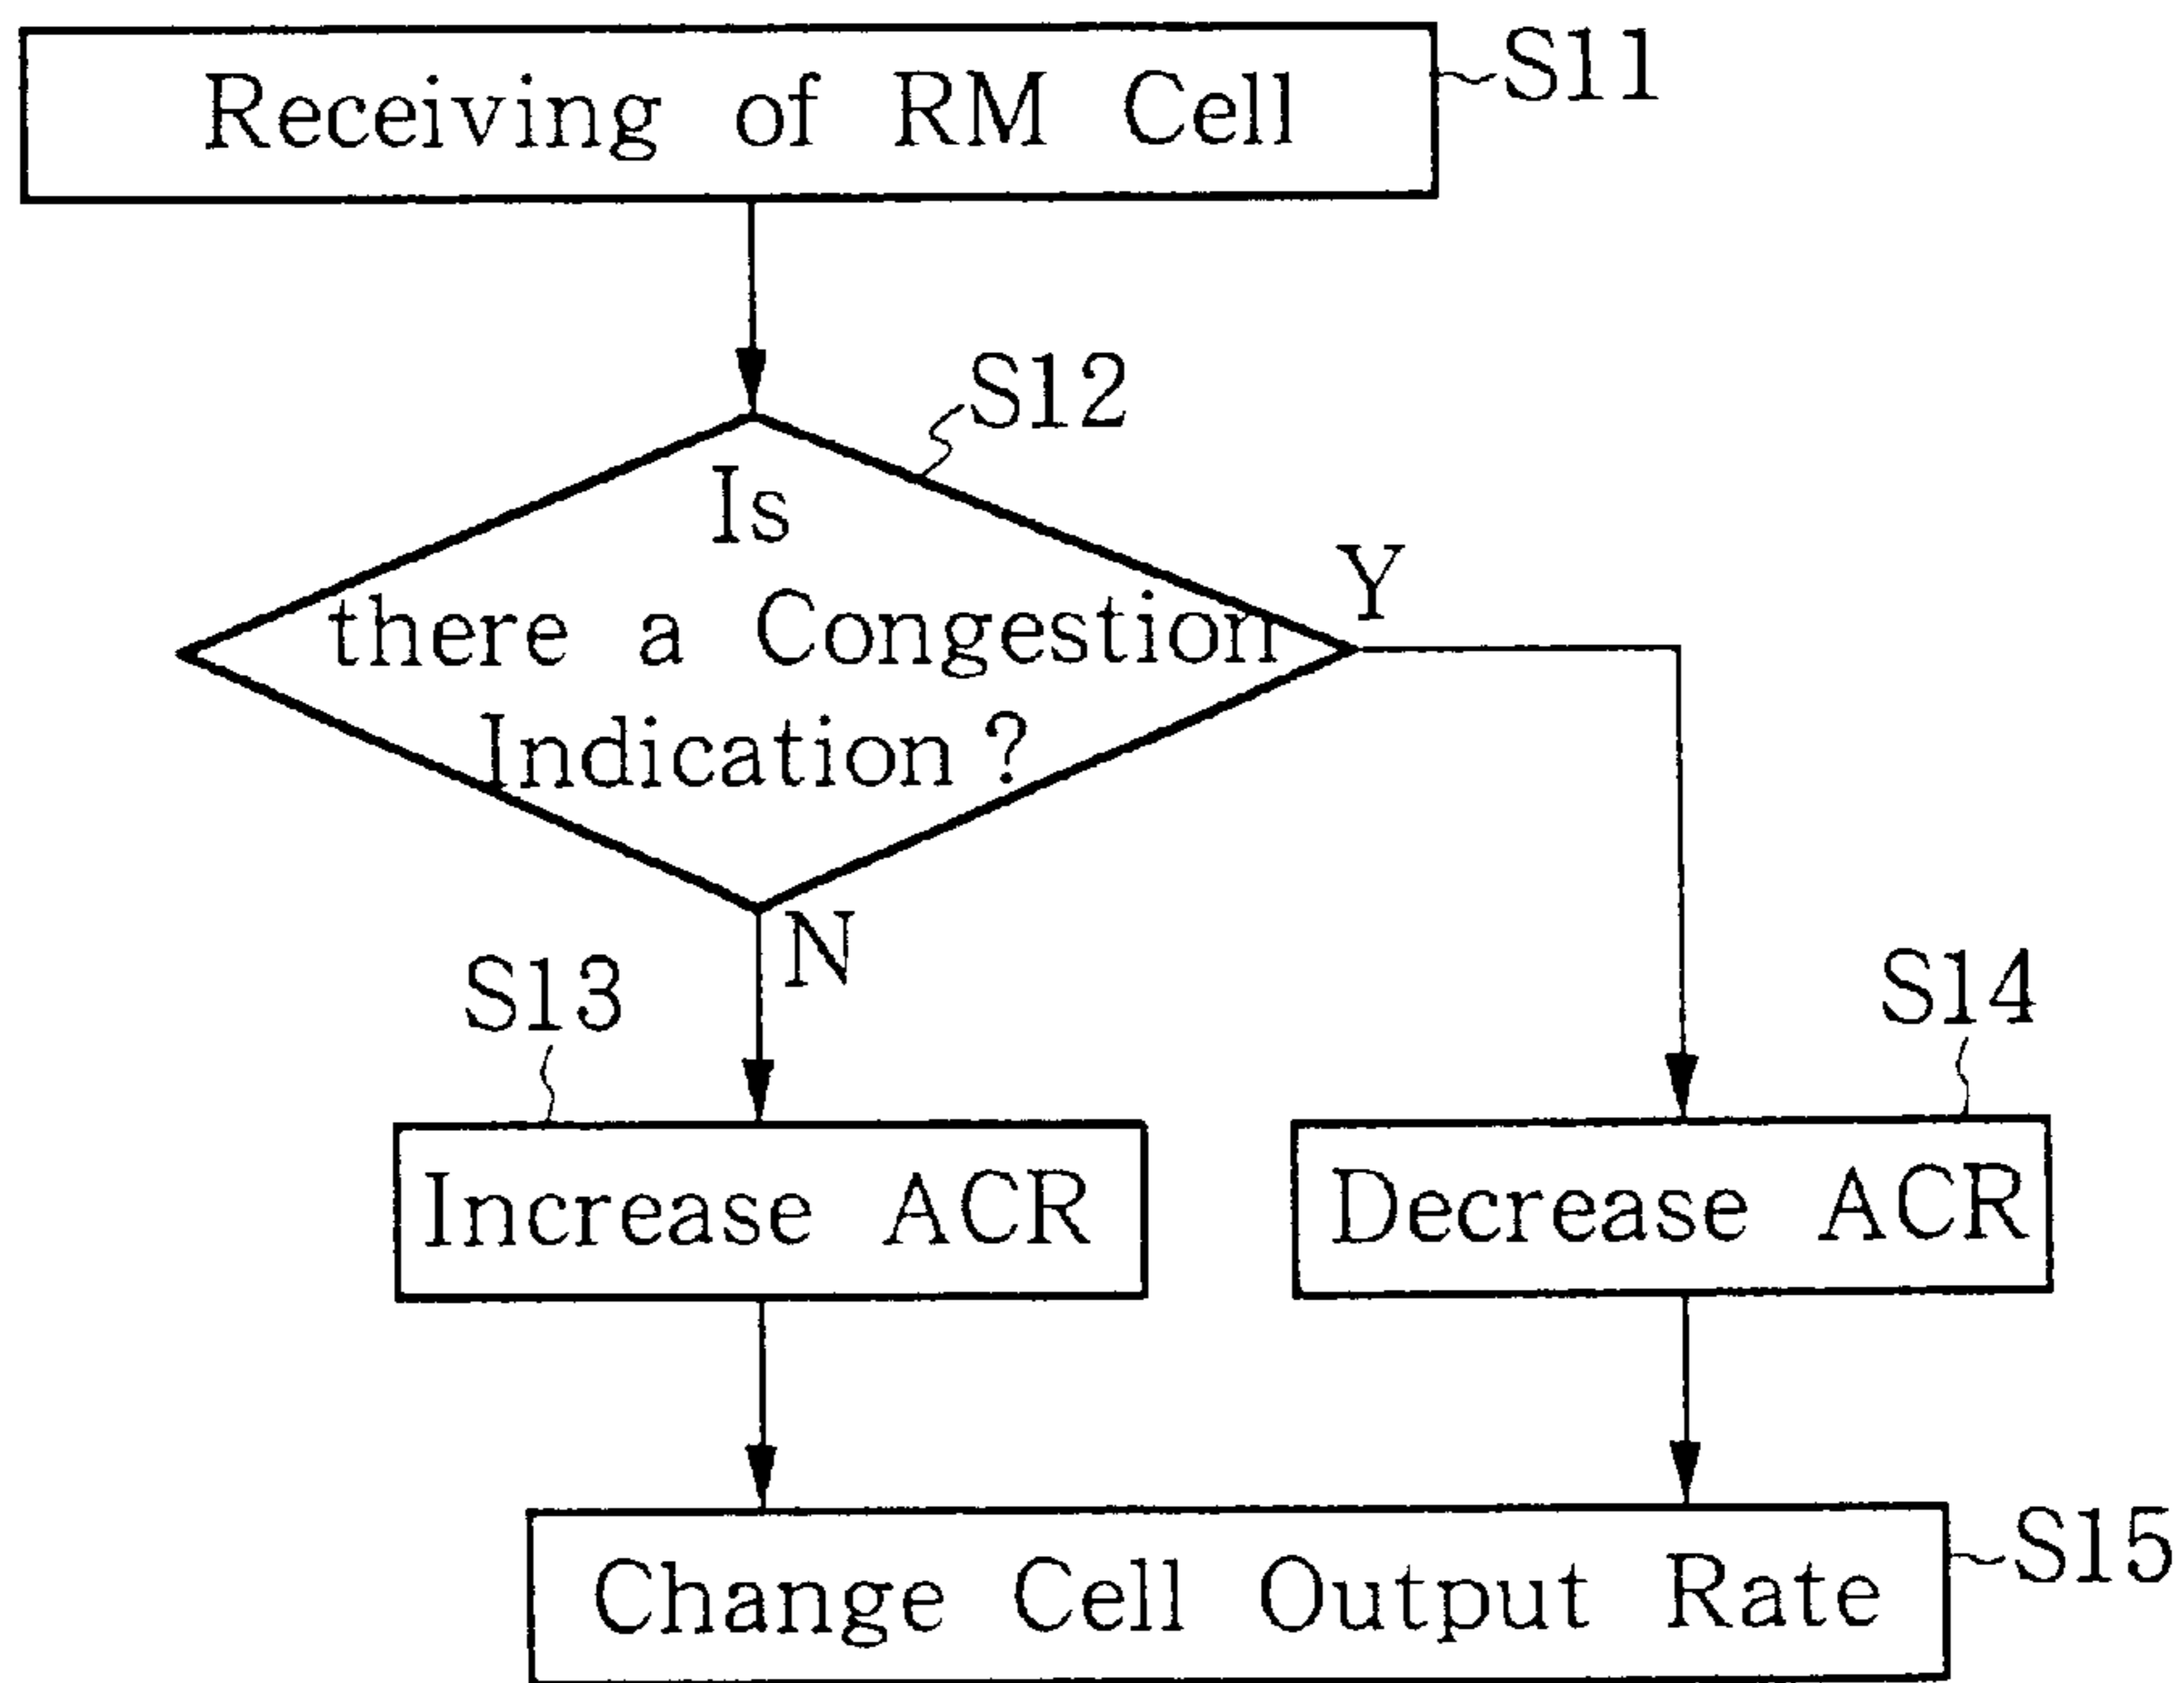 Receiving of RM Cell
S11
S12
Is
there a Congestion
Indication ?
Y
N
S13
S14
Increase ACR
Decrease ACR
Change Cell Output Rate
S15